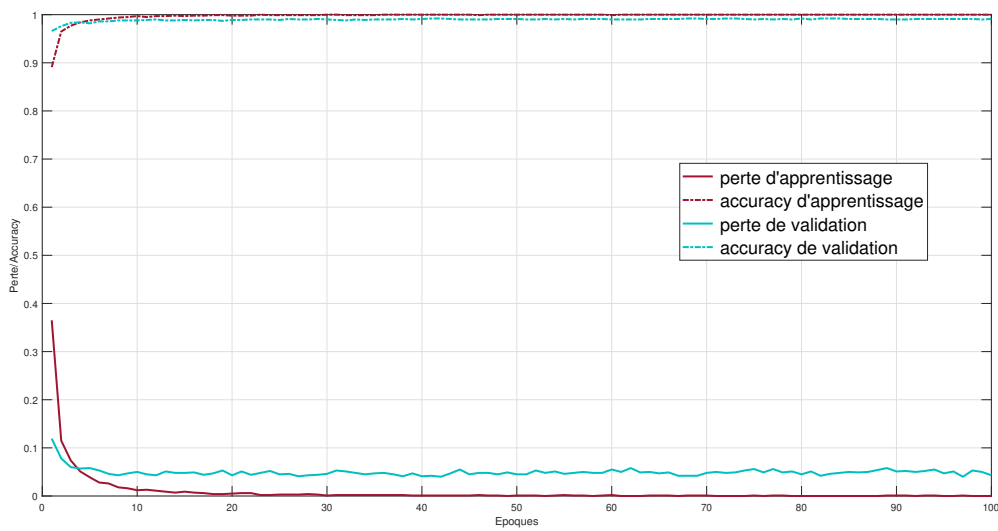 1
0.9
0.8
0.7
0.6
0.5
0.4
0.3
0.2
0.1
0
Perte/Accuracy
perte d'apprentissage
accuracy d'apprentissage
perte de validation
accuracy de validation
0 10 20 30 40 50 60 70 80 90 100
Epoques